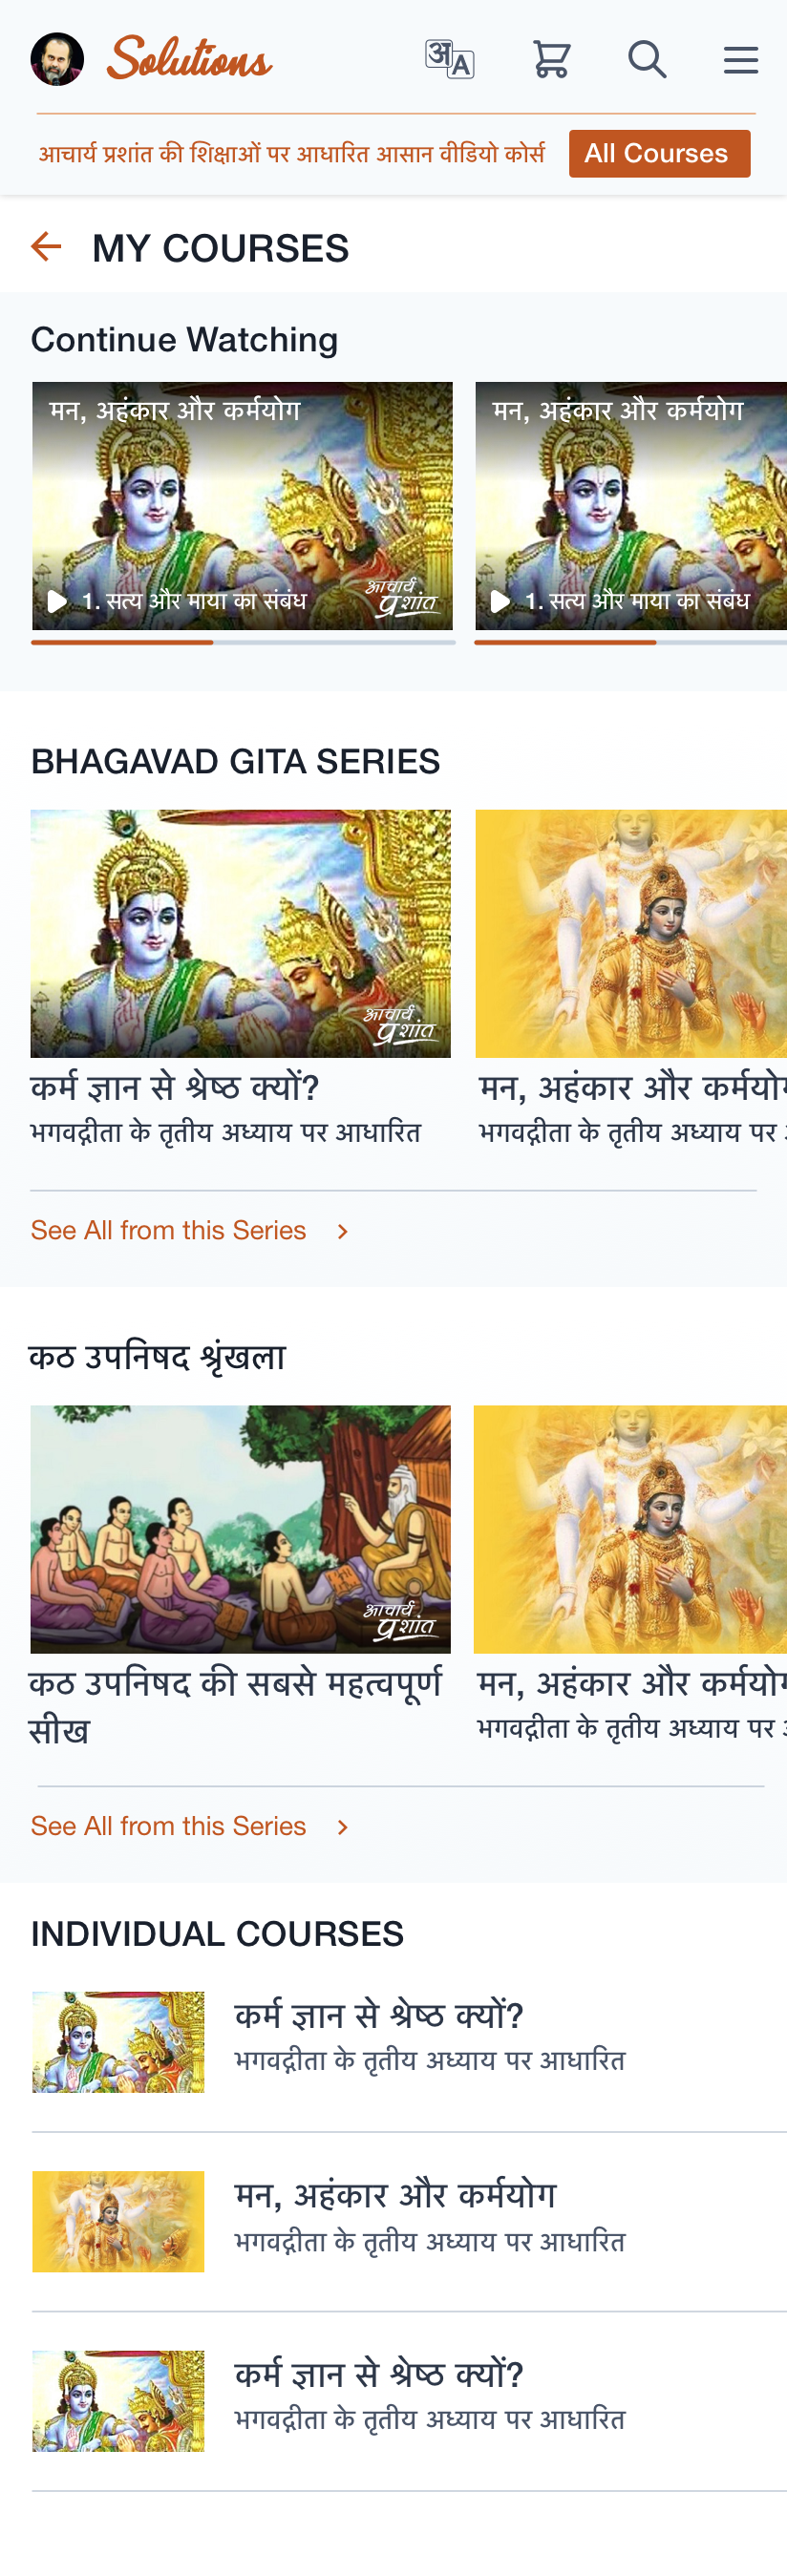 Solutions
अ A
आचार्य प्रशांत की शिक्षाओं पर आधारित आसान वीडियो कोर्स
All Courses
MY COURSES
Continue Watching
मन, अहंकार और कर्मयोग
1. सत्य और माया का संबंध
आचार्य
प्रशांत
मन, अहंकार और कर्मयोग
1. सत्य और माया का संबंध
BHAGAVAD GITA SERIES
आचार्य
प्रशांत
कर्म ज्ञान से श्रेष्ठ क्यों?
भगवद्गीता के तृतीय अध्याय पर आधारित
मन, अहंकार और कर्मयो
भगवद्गीता के तृतीय अध्याय पर
See All from this Series
कठ उपनिषद श्रृंखला
आचार्य
प्रशांत
कठ उपनिषद की सबसे महत्वपूर्ण
सीख
मन, अहंकार और कर्मयो
भगवद्गीता के तृतीय अध्याय पर
See All from this Series
INDIVIDUAL COURSES
कर्म ज्ञान से श्रेष्ठ क्यों?
भगवद्गीता के तृतीय अध्याय पर आधारित
मन, अहंकार और कर्मयोग
भगवद्गीता के तृतीय अध्याय पर आधारित
कर्म ज्ञान से श्रेष्ठ क्यों?
भगवद्गीता के तृतीय अध्याय पर आधारित